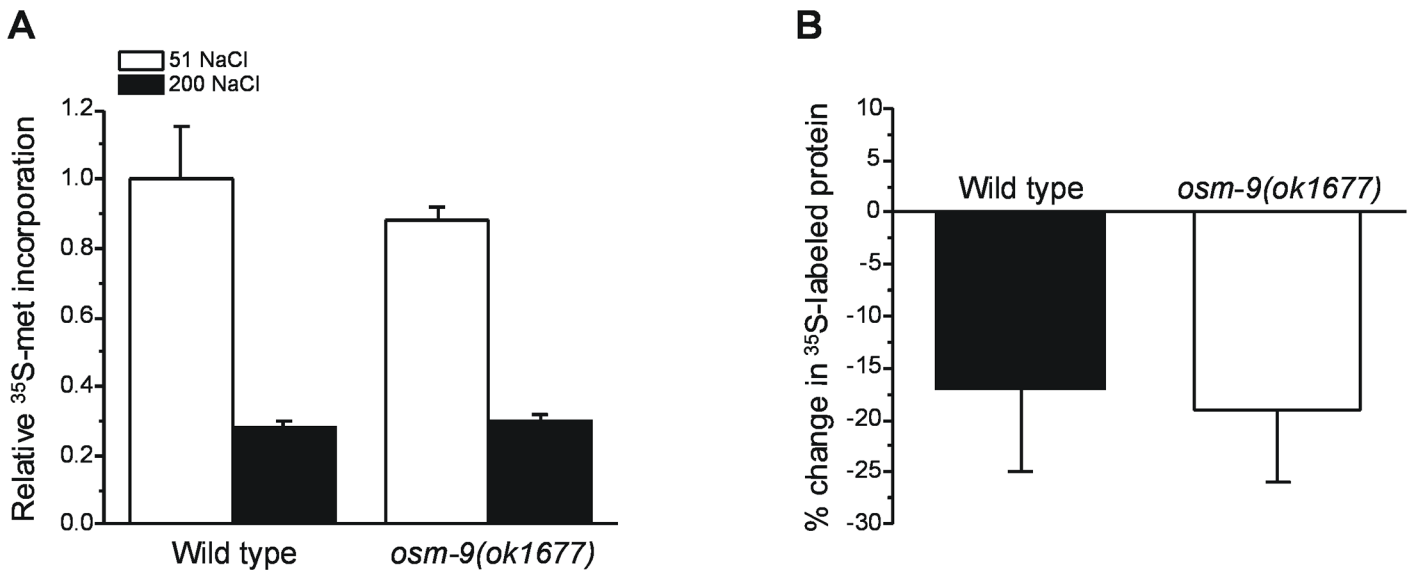 A
51 NaCl
200 NaCl
Relative 35S-met incorporation
1.2
1.0
0.8
0.6
0.4
0.2
0.0
Wild type
osm-9(ok1677)
B
% change in 35S-labeled protein
10
5
0
-5
-10
-15
-20
-25
-30
Wild type
osm-9(ok1677)